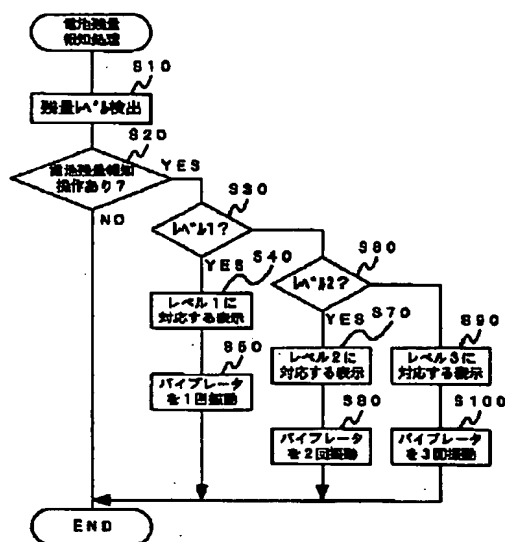 電池残量
報知処理
S10
残量レベル検出
S20
電池残量報知
操作あり？
YES
NO
S30
レベル1？
YES
S40
レベル1に
対応する表示
S50
バイブレータ
を1回振動
S60
レベル2？
YES
S70
レベル2に
対応する表示
S80
バイブレータ
を2回振動
S90
レベル3に
対応する表示
S100
バイブレータ
を3回振動
END